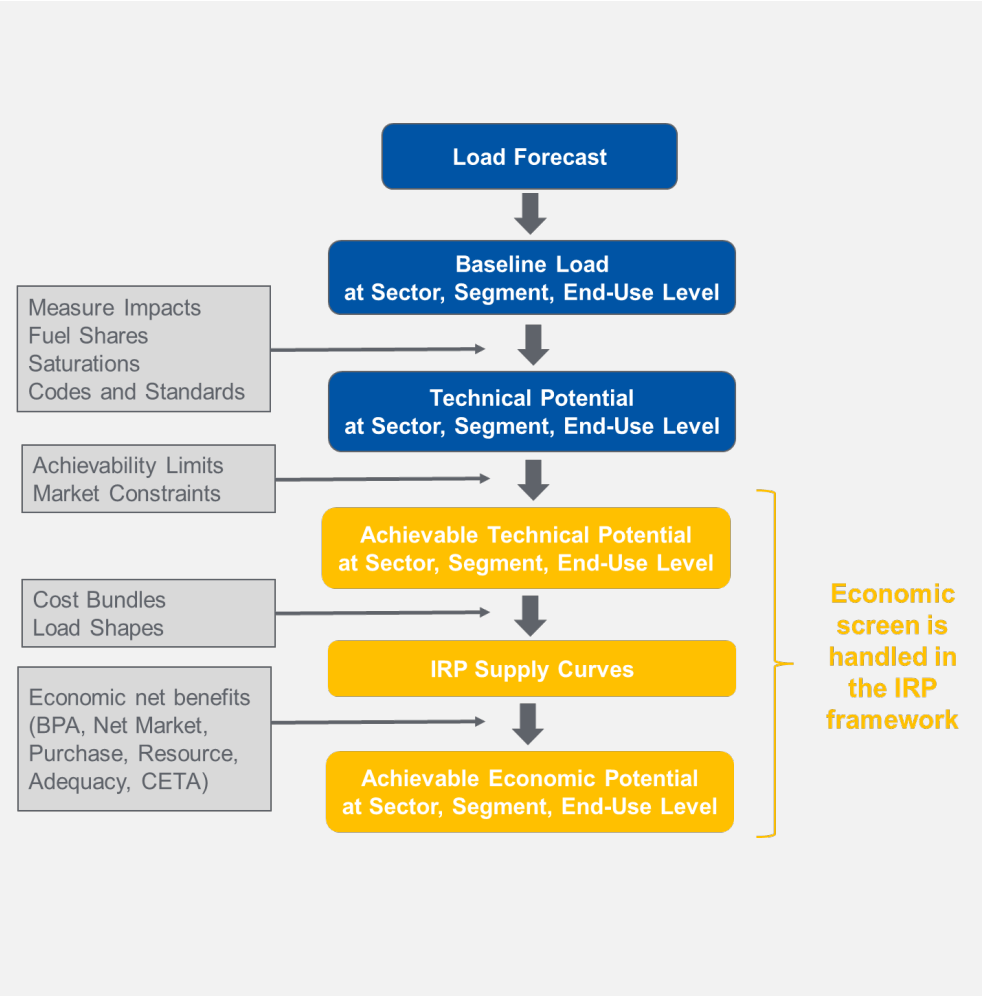 Load Forecast
Baseline Load
at Sector, Segment, End-Use Level
Measure Impacts
Fuel Shares
Saturations
Codes and Standards
Technical Potential
at Sector, Segment, End-Use Level
Achievability Limits
Market Constraints
Achievable Technical Potential
at Sector, Segment, End-Use Level
Cost Bundles
Load Shapes
IRP Supply Curves
Economic net benefits
(BPA, Net Market,
Purchase, Resource,
Adequacy, CETA)
Achievable Economic Potential
at Sector, Segment, End-Use Level
Economic
screen is
handled in
the IRP
framework